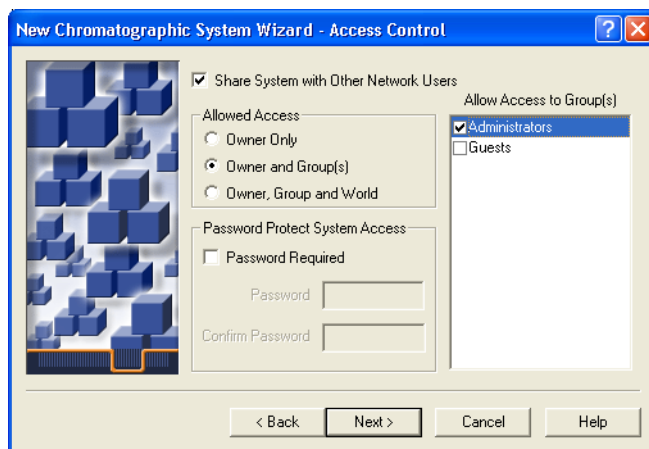 New Chromatographic System Wizard - Access Control
Share System with Other Network Users
Allowed Access
Owner Only
Owner and Group(s)
Owner, Group and World
Password Protect System Access
Password Required
Password
Confirm Password
Allow Access to Group(s)
Administrators
Guests
< Back
Next >
Cancel
Help